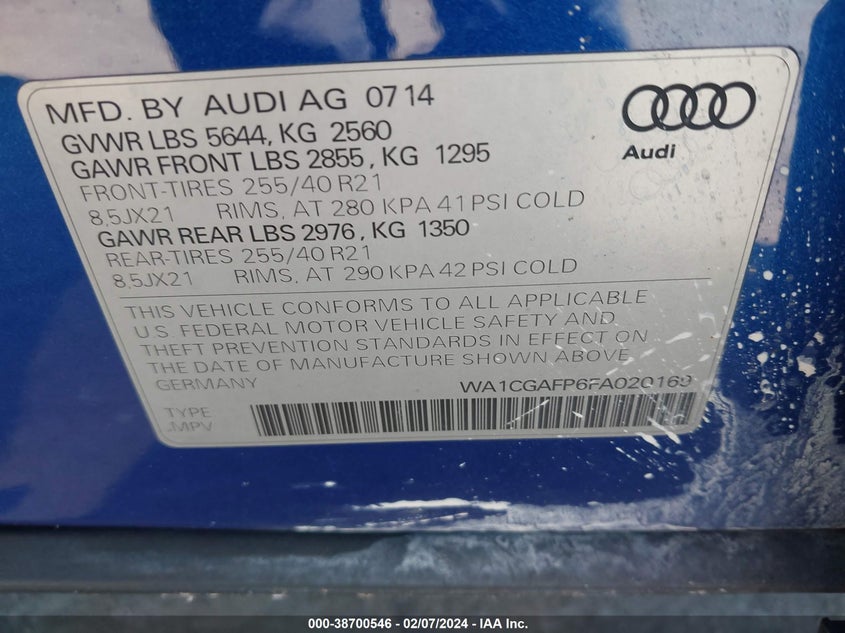 MFD. BY AUDI AG 0714
GVWR LBS 5644, KG 2560
GAWR FRONT LBS 2855, KG 1295
FRONT-TIRES 255/40 R21
8,5JX21 RIMS, AT 280 KPA 41 PSI COLD
GAWR REAR LBS 2976, KG 1350
REAR-TIRES 255/40 R21
8,5JX21 RIMS, AT 290 KPA 42 PSI COLD
Audi
THIS VEHICLE CONFORMS TO ALL APPLICABLE
U.S. FEDERAL MOTOR VEHICLE SAFETY AND
THEFT PREVENTION STANDARDS IN EFFECT ON
THE DATE OF MANUFACTURE SHOWN ABOVE.
GERMANY WA1CGAFP6FA020169
TYPE
.MPV
000-38700546 - 02/07/2024 - IAA Inc.